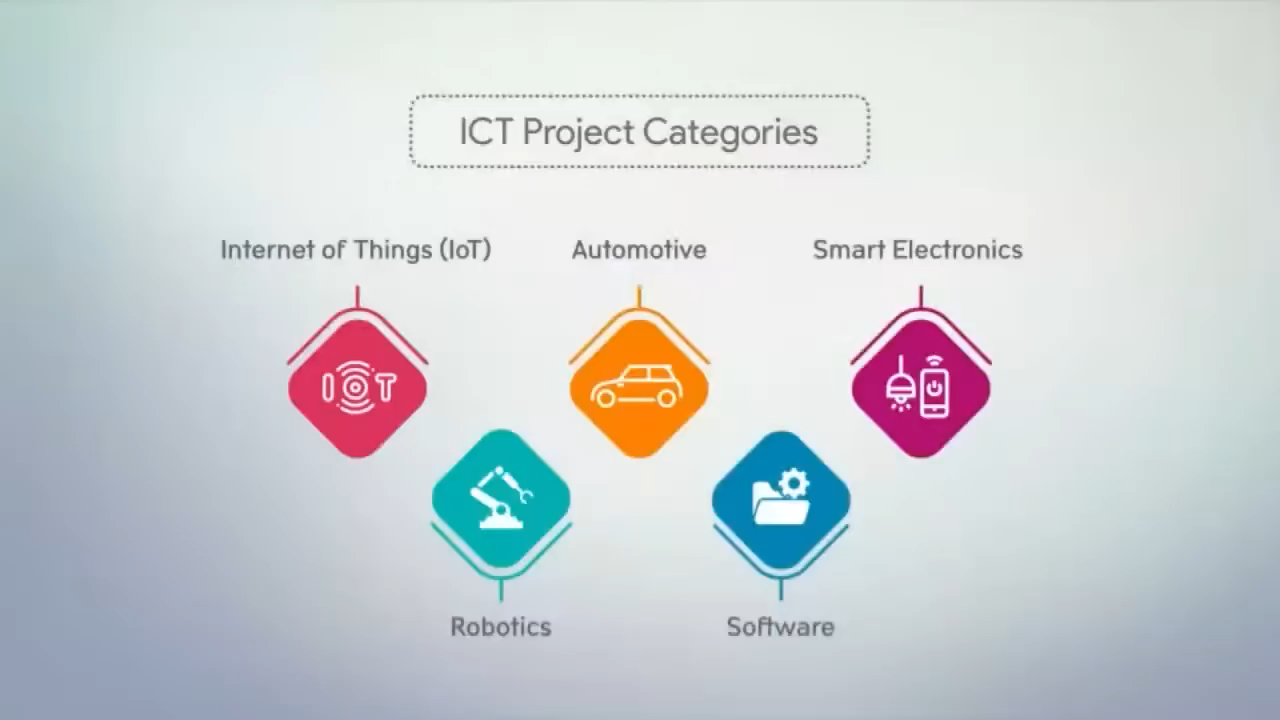 ICT Project Categories
Internet of Things (IoT)
Automotive
Smart Electronics
IOT
Robotics
Software